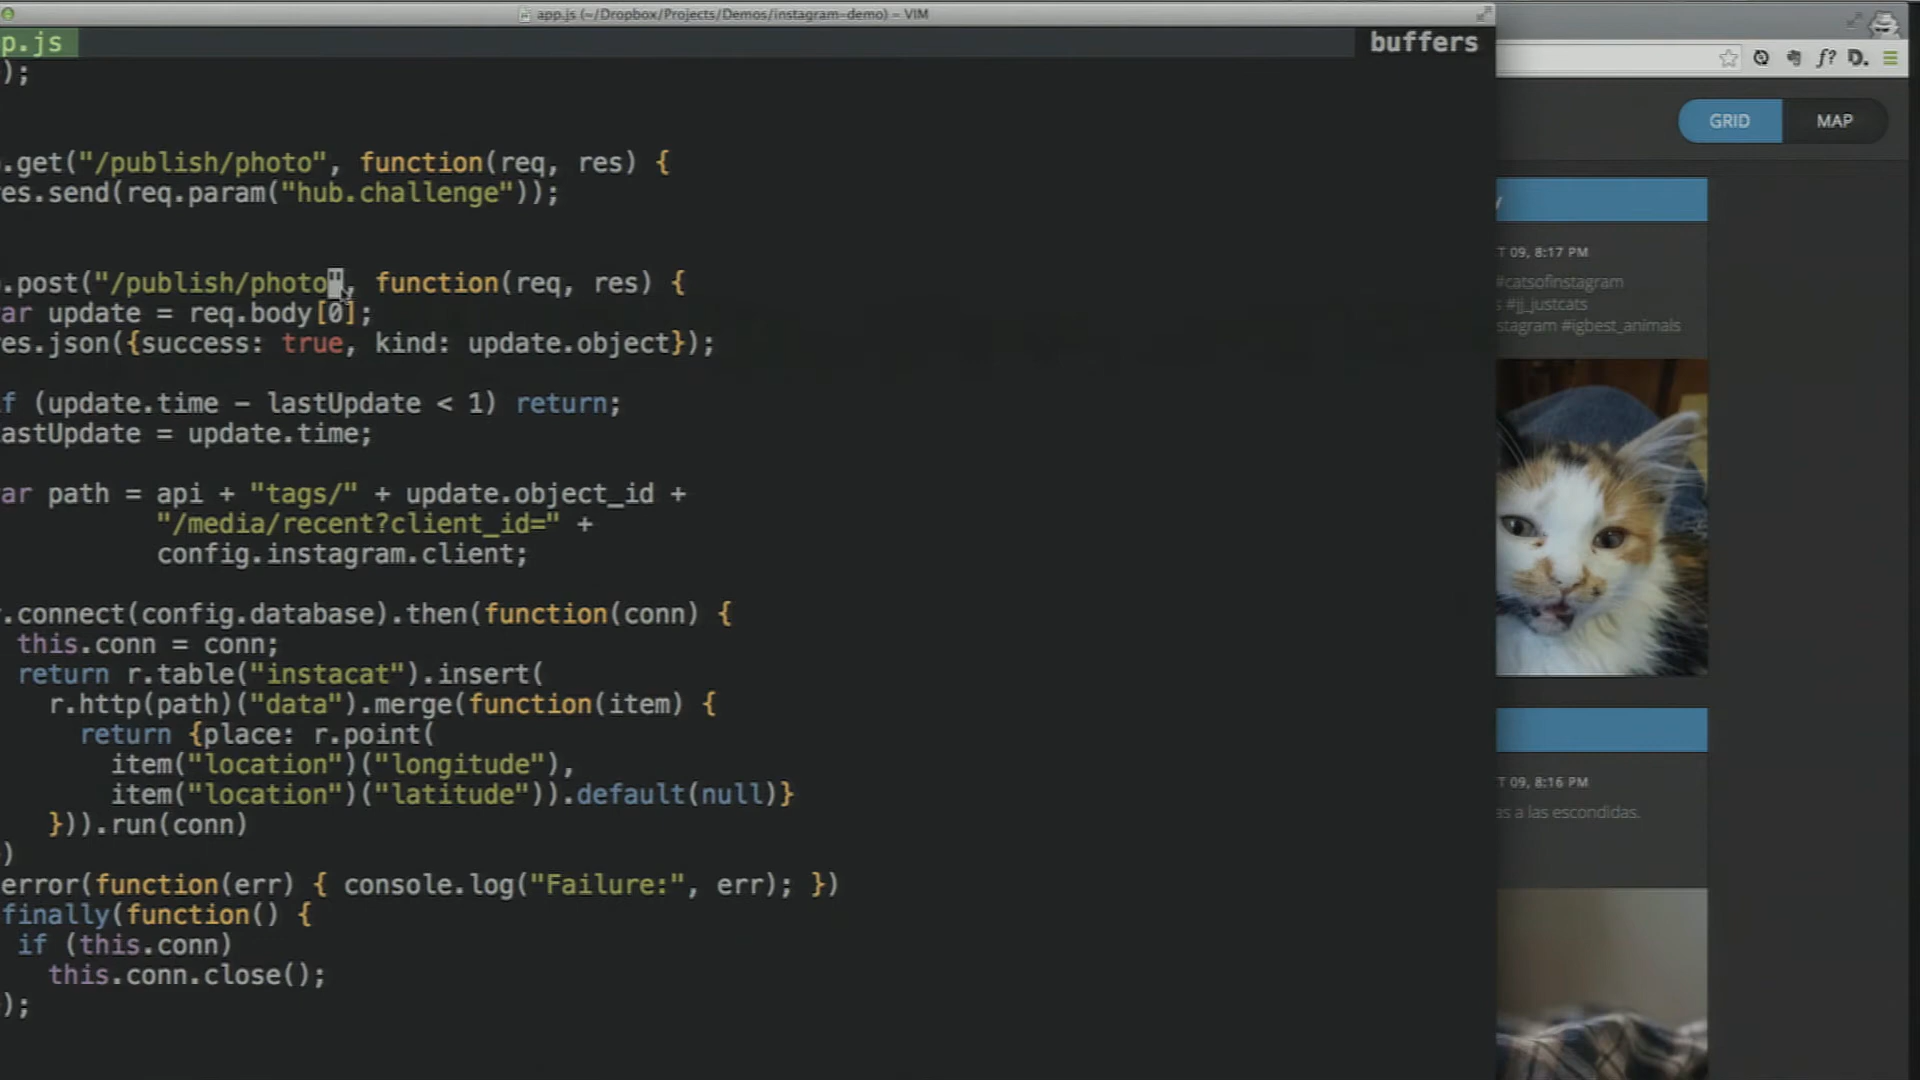 app.js (~/Dropbox/Projects/Demos/instagram-demo) – VIM
p.js
buffers
);
.get("/publish/photo", function(req, res) {
res.send(req.param("hub.challenge"));
.post("/publish/photo", function(req, res) {
ar update = req.body[0];
res.json({success: true, kind: update.object});
if (update.time - lastUpdate < 1) return;
lastUpdate = update.time;
ar path = api + "tags/" + update.object_id +
"/media/recent?client_id=" +
config.instagram.client;
r.connect(config.database).then(function(conn) {
this.conn = conn;
return r.table("instacat").insert(
r.http(path)("data").merge(function(item) {
return {place: r.point(
item("location")("longitude"),
item("location")("latitude")).default(null)}
})).run(conn)
)
error(function(err) { console.log("Failure:", err); })
finally(function() {
if (this.conn)
this.conn.close();
);
f?
D.
GRID
MAP
y
T 09, 8:17 PM
#catsofinstagram
s #jj_justcats
stagram #igbest_animals
T 09, 8:16 PM
as a las escondidas.